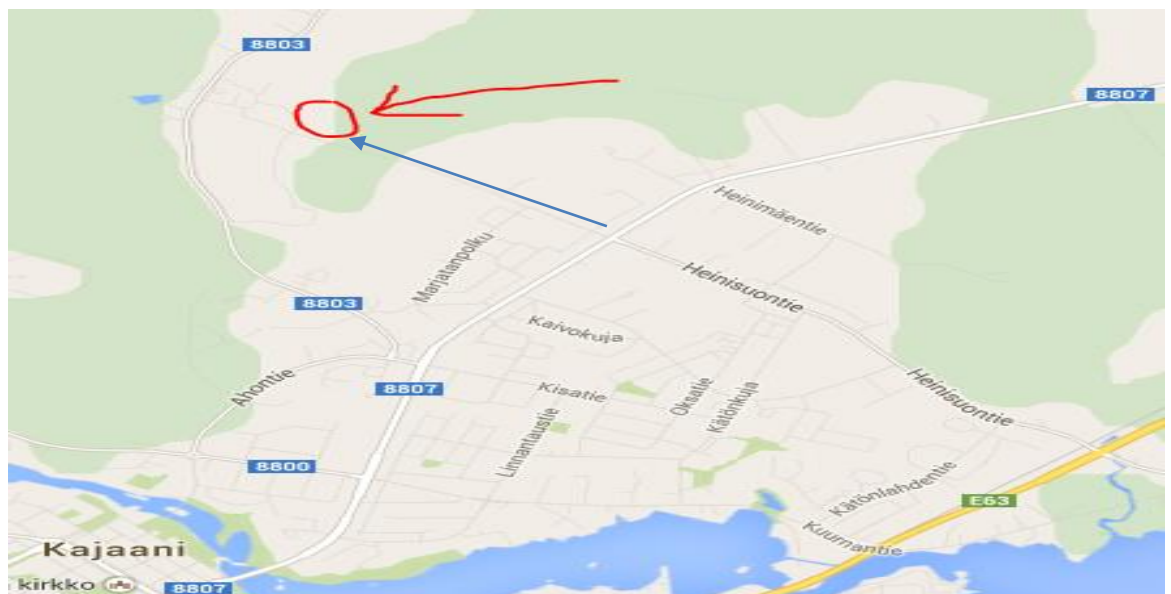 8803
8807
Heinimäentie
Marjatanpolku
Heinisuontie
8803
Kaivokuja
Ahontie
8807
Kisatie
Oksatie
Kätönkuja
Heinisuontie
Linnantaustie
8800
Kätönlahdentie
E63
Kuurnantie
Kajaani
kirkko
8807